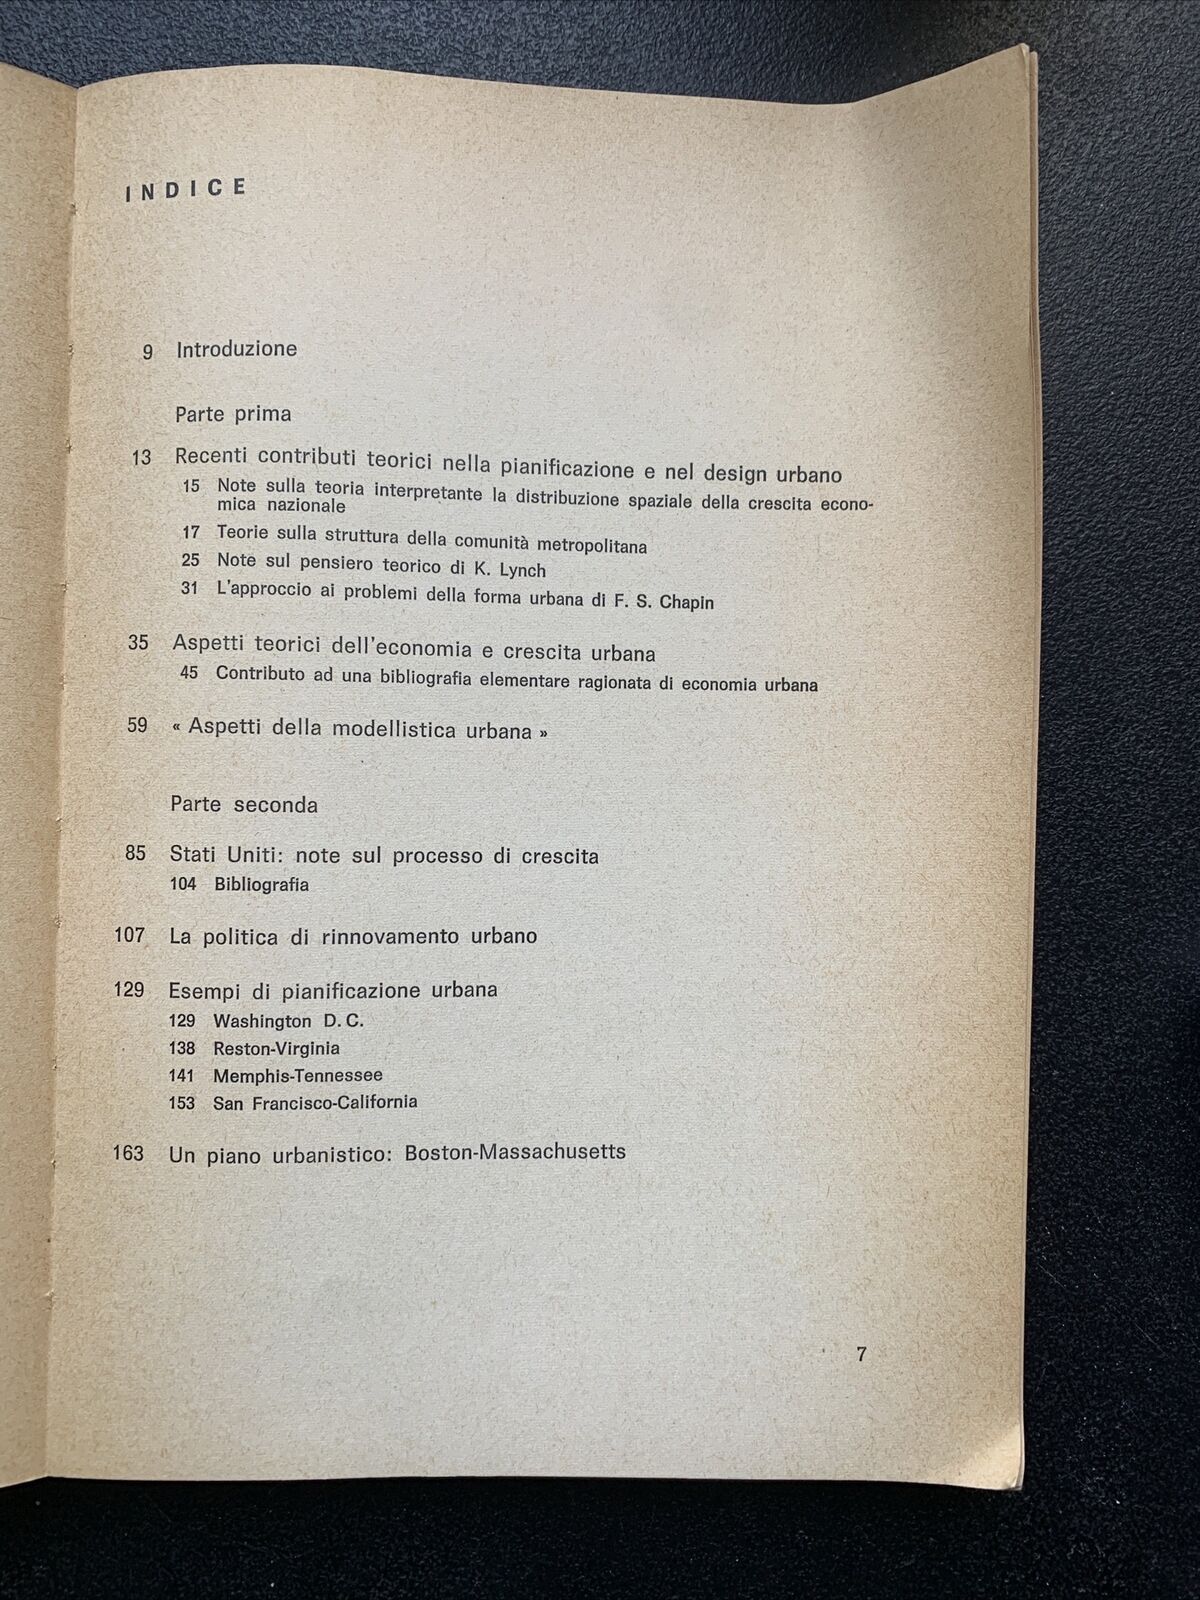 INDICE
9 Introduzione
Parte prima
13 Recenti contributi teorici nella pianificazione e nel design urbano
15 Note sulla teoria interpretante la distribuzione spaziale della crescita econo-
mica nazionale
17 Teorie sulla struttura della comunità metropolitana
25 Note sul pensiero teorico di K. Lynch
31 L'approccio ai problemi della forma urbana di F. S. Chapin
35 Aspetti teorici dell'economia e crescita urbana
45 Contributo ad una bibliografia elementare ragionata di economia urbana
59 « Aspetti della modellistica urbana »
Parte seconda
85 Stati Uniti: note sul processo di crescita
104 Bibliografia
107 La politica di rinnovamento urbano
129 Esempi di pianificazione urbana
129 Washington D. C.
138 Reston-Virginia
141 Memphis-Tennessee
153 San Francisco-California
163 Un piano urbanistico: Boston-Massachusetts
7